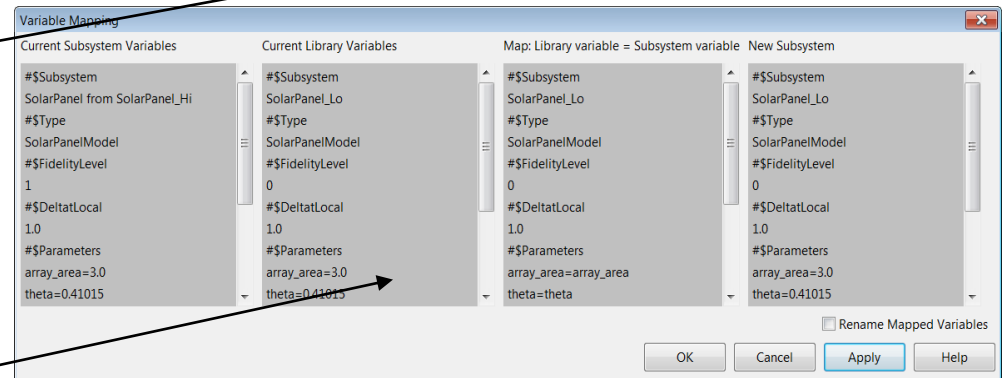 Variable Mapping
Current Subsystem Variables
#$Subsystem
SolarPanel from SolarPanel_Hi
#$Type
SolarPanelModel
#$FidelityLevel
1
#$DeltatLocal
1.0
#$Parameters
array_area=3.0
theta=0.41015
Current Library Variables
#$Subsystem
SolarPanel_Lo
#$Type
SolarPanelModel
#$FidelityLevel
0
#$DeltatLocal
1.0
#$Parameters
array_area=3.0
theta=0.41015
Map: Library variable = Subsystem variable
#$Subsystem
SolarPanel_Lo
#$Type
SolarPanelModel
#$FidelityLevel
0
#$DeltatLocal
1.0
#$Parameters
array_area=array_area
theta=theta
New Subsystem
#$Subsystem
SolarPanel_Lo
#$Type
SolarPanelModel
#$FidelityLevel
0
#$DeltatLocal
1.0
#$Parameters
array_area=3.0
theta=0.41015
Rename Mapped Variables
OK Cancel Apply Help